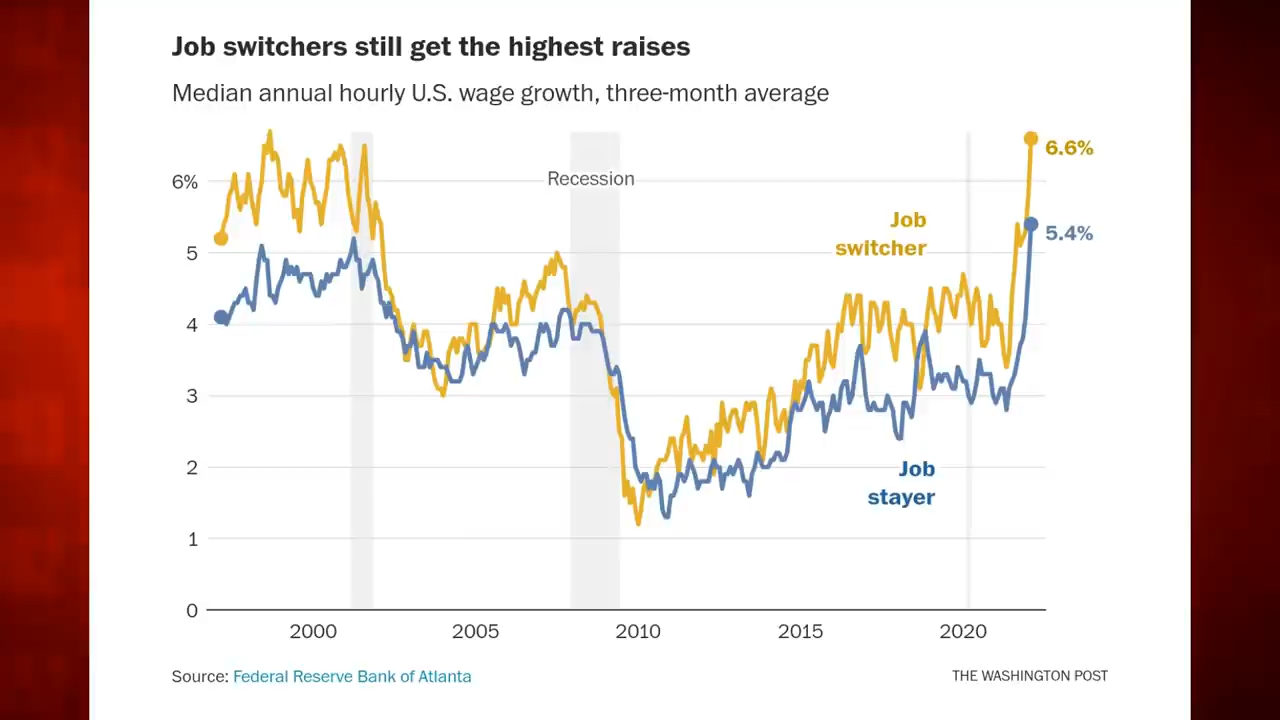 Job switchers still get the highest raises
Median annual hourly U.S. wage growth, three-month average
6%
Recession
6.6%
Job
switcher
5.4%
5
4
3
2
Job
stayer
1
0
2000 2005 2010 2015 2020
Source: Federal Reserve Bank of Atlanta
THE WASHINGTON POST